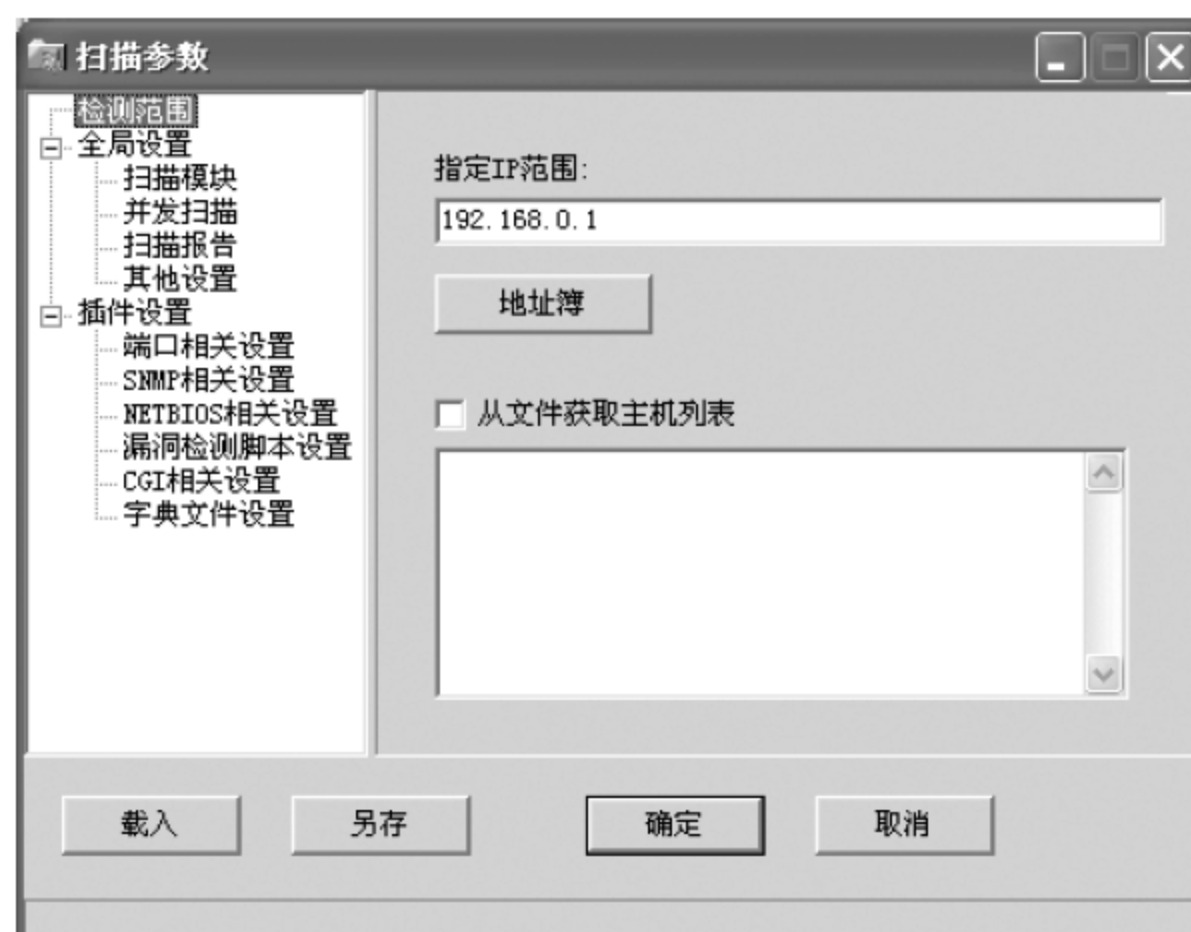 扫描参数
检测范围
全局设置
扫描模块
并发扫描
扫描报告
其他设置
插件设置
端口相关设置
SNMP相关设置
NETBIOS相关设置
漏洞检测脚本设置
CGI相关设置
字典文件设置
指定IP范围:
192.168.0.1
地址簿
从文件获取主机列表
载入
另存
确定
取消